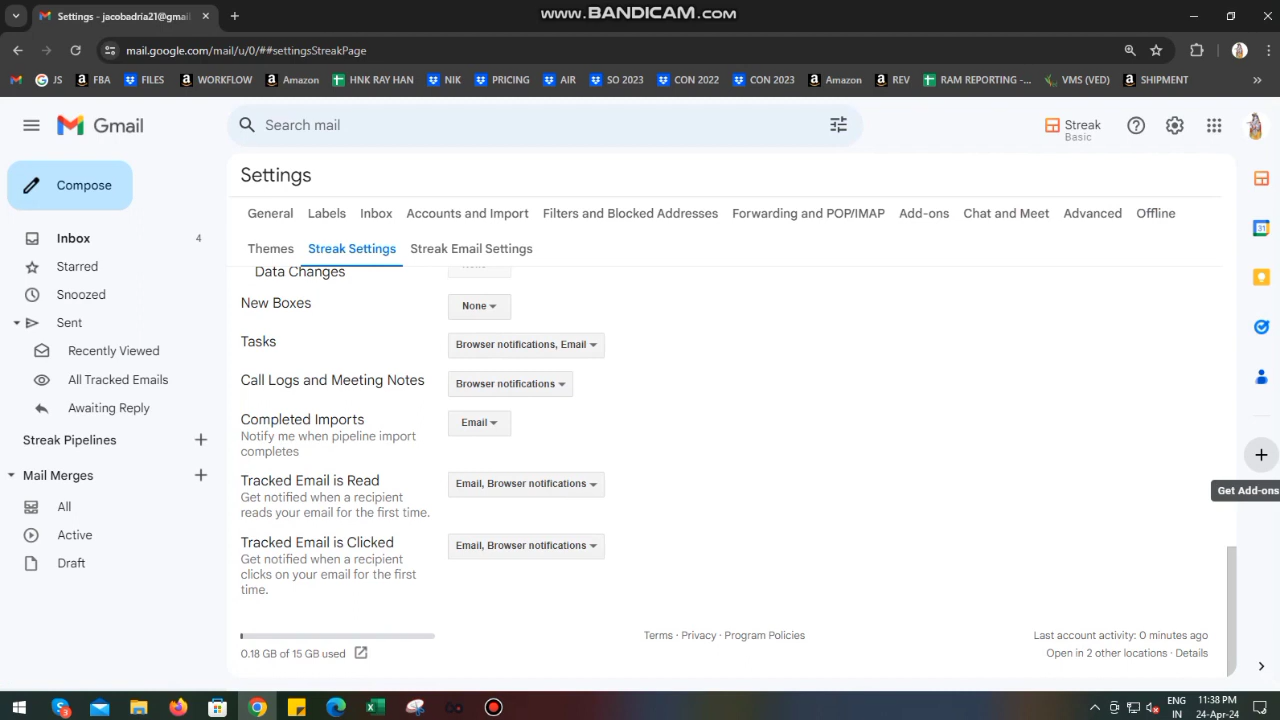 www.BANDICAM.com
Settings - jacobadria21@gmail
mail.google.com/mail/u/0/##settingsStreakPage
JS FBA FILES WORKFLOW Amazon HNK RAY HAN NIK PRICING AIR SO 2023 CON 2022 CON 2023 Amazon REV RAM REPORTING -... VMS (VED) SHIPMENT
Gmail
Search mail
Streak
Basic
Compose
Inbox 4
Starred
Snoozed
Sent
Recently Viewed
All Tracked Emails
Awaiting Reply
Streak Pipelines
Mail Merges
All
Active
Draft
Settings
General Labels Inbox Accounts and Import Filters and Blocked Addresses Forwarding and POP/IMAP Add-ons Chat and Meet Advanced Offline
Themes Streak Settings Streak Email Settings
Data Changes
New Boxes None
Tasks Browser notifications, Email
Call Logs and Meeting Notes Browser notifications
Completed Imports Email
Notify me when pipeline import
completes
Tracked Email is Read Email, Browser notifications
Get notified when a recipient
reads your email for the first time.
Tracked Email is Clicked Email, Browser notifications
Get notified when a recipient
clicks on your email for the first
time.
0.18 GB of 15 GB used
Terms · Privacy · Program Policies
Last account activity: 0 minutes ago
Open in 2 other locations · Details
31
Get Add-ons
3
ENG
IN
11:38 PM
24-Apr-24